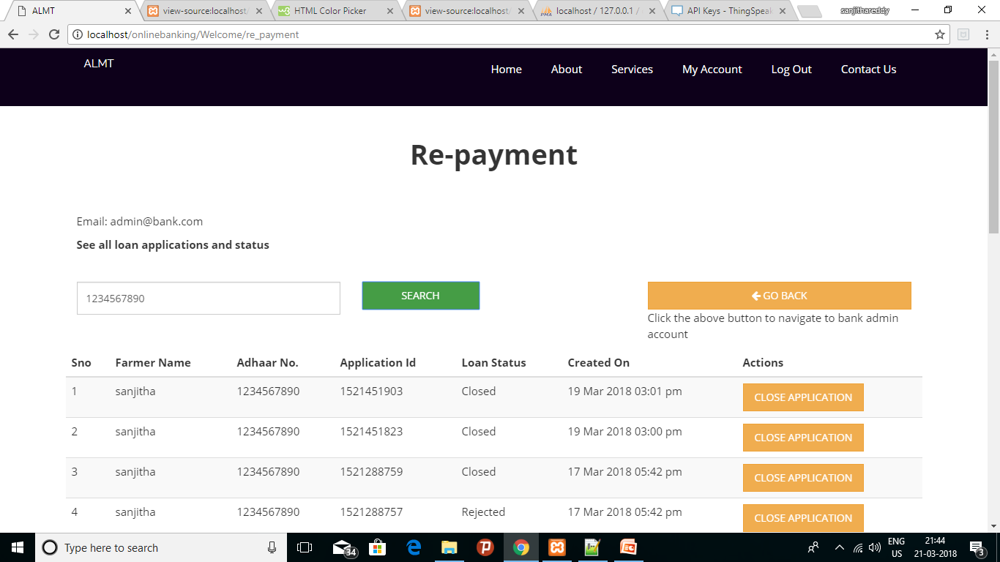 ALMT view-source:localhost/ HTML Color Picker view-source:localhost/ localhost / 127.0.0.1 / API Keys - ThingSpeak sanjithareddy
localhost/onlinebanking/Welcome/re_payment
ALMT Home About Services My Account Log Out Contact Us
Re-payment
Email: admin@bank.com
See all loan applications and status
1234567890 SEARCH GO BACK
Click the above button to navigate to bank admin
account
Sno Farmer Name Adhaar No. Application Id Loan Status Created On Actions
1 sanjitha 1234567890 1521451903 Closed 19 Mar 2018 03:01 pm CLOSE APPLICATION
2 sanjitha 1234567890 1521451823 Closed 19 Mar 2018 03:00 pm CLOSE APPLICATION
3 sanjitha 1234567890 1521288759 Closed 17 Mar 2018 05:42 pm CLOSE APPLICATION
4 sanjitha 1234567890 1521288757 Rejected 17 Mar 2018 05:42 pm CLOSE APPLICATION
Type here to search 34 ENG 21:44
US 21-03-2018 3